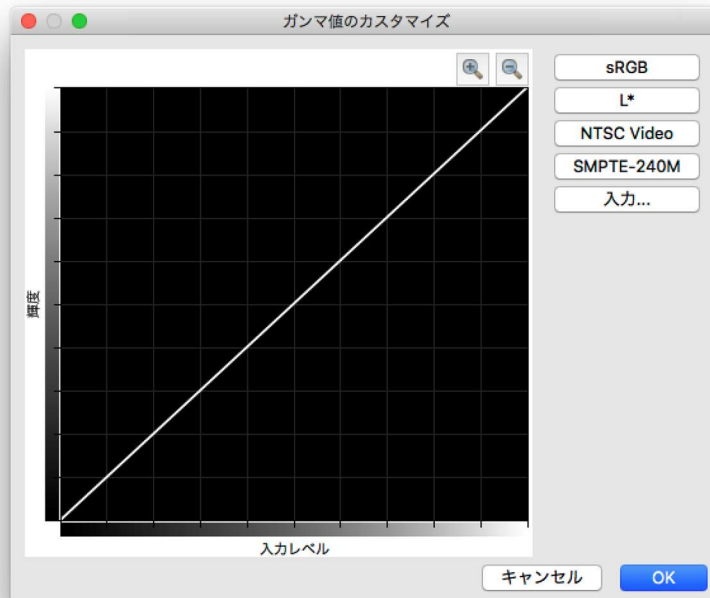 ガンマ値のカスタマイズ
sRGB
L*
NTSC Video
SMPTE-240M
入力...
輝度
入力レベル
キャンセル
OK